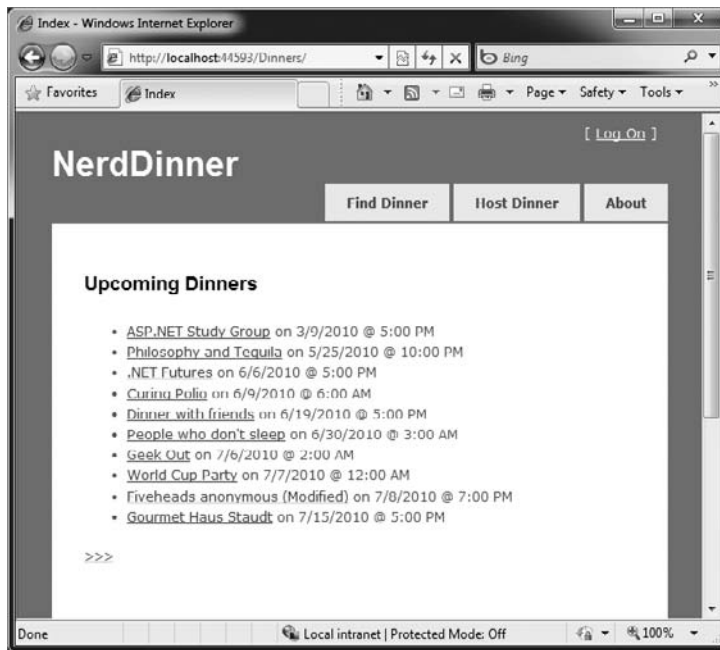 Index - Windows Internet Explorer
http://localhost:44593/Dinners/
Bing
Favorites
Index
Page
Safety
Tools
[ Log On ]
NerdDinner
Find Dinner
Host Dinner
About
Upcoming Dinners
• ASP.NET Study Group on 3/9/2010 @ 5:00 PM
• Philosophy and Tequila on 5/25/2010 @ 10:00 PM
• .NET Futures on 6/6/2010 @ 5:00 PM
• Curing Polio on 6/9/2010 @ 6:00 AM
• Dinner with friends on 6/19/2010 @ 5:00 PM
• People who don't sleep on 6/30/2010 @ 3:00 AM
• Geek Out on 7/6/2010 @ 2:00 AM
• World Cup Party on 7/7/2010 @ 12:00 AM
• Fiveheads anonymous (Modified) on 7/8/2010 @ 7:00 PM
• Gourmet Haus Staudt on 7/15/2010 @ 5:00 PM
>>>
Done
Local intranet | Protected Mode: Off
100%